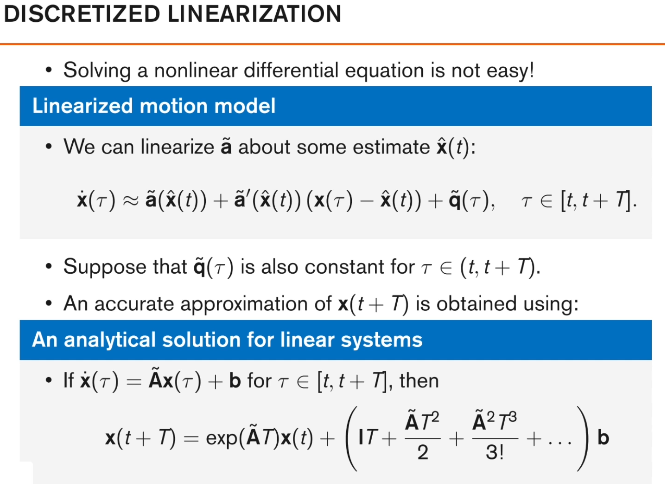 DISCRETIZED LINEARIZATION
• Solving a nonlinear differential equation is not easy!
Linearized motion model
• We can linearize ã about some estimate x̂(t):
ẋ(τ) ≈ ã(x̂(t)) + ã′(x̂(t)) (x(τ) − x̂(t)) + q̃(τ), τ ∈ [t, t + T].
• Suppose that q̃(τ) is also constant for τ ∈ (t, t + T).
• An accurate approximation of x(t + T) is obtained using:
An analytical solution for linear systems
• If ẋ(τ) = Ãx(τ) + b for τ ∈ [t, t + T], then
x(t + T) = exp(ÃT)x(t) + (IT + ÃT²/2 + òT³/3! + . . .) b